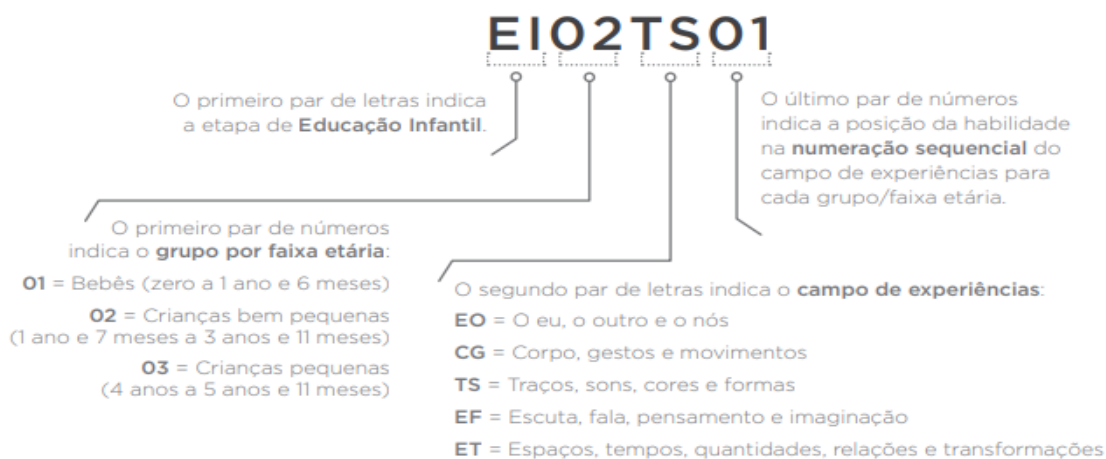 EI02TS01
O primeiro par de letras indica
a etapa de Educação Infantil.
O último par de números
indica a posição da habilidade
na numeração sequencial do
campo de experiências para
cada grupo/faixa etária.
O primeiro par de números
indica o grupo por faixa etária:
01 = Bebês (zero a 1 ano e 6 meses)
02 = Crianças bem pequenas
(1 ano e 7 meses a 3 anos e 11 meses)
03 = Crianças pequenas
(4 anos a 5 anos e 11 meses)
O segundo par de letras indica o campo de experiências:
EO = O eu, o outro e o nós
CG = Corpo, gestos e movimentos
TS = Traços, sons, cores e formas
EF = Escuta, fala, pensamento e imaginação
ET = Espaços, tempos, quantidades, relações e transformações